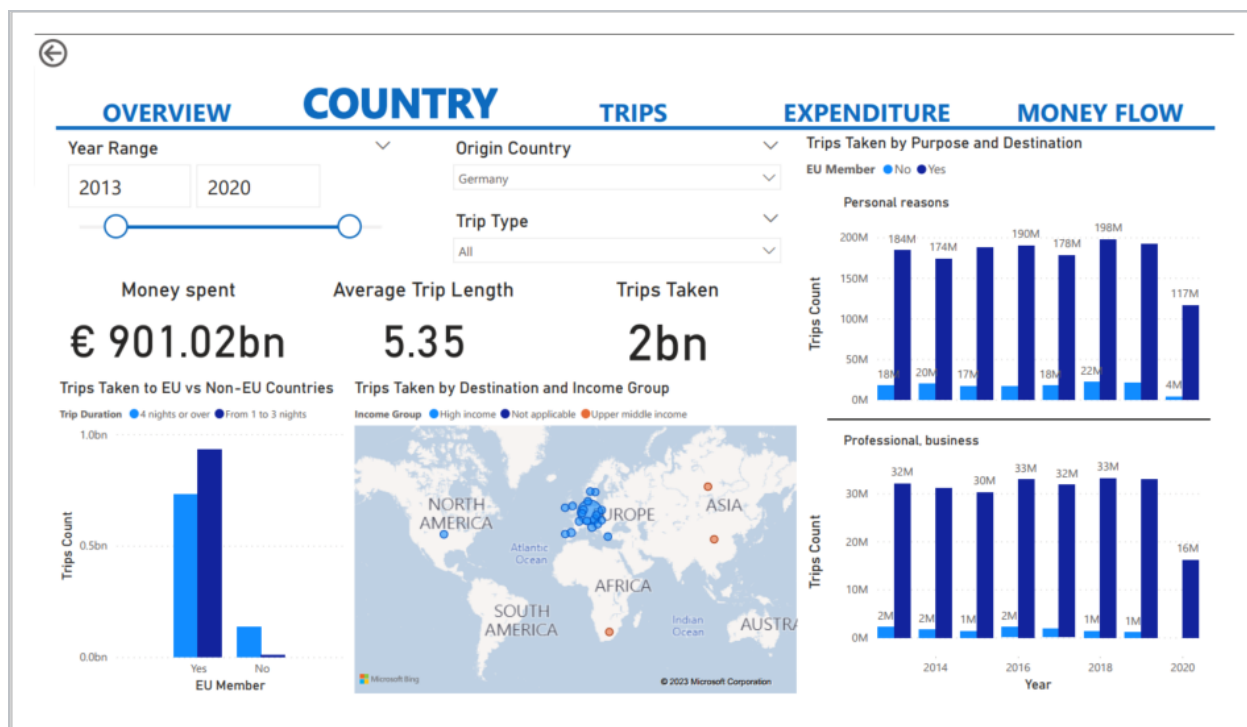 OVERVIEW COUNTRY TRIPS EXPENDITURE MONEY FLOW
Year Range
2013 2020
Origin Country
Germany
Trip Type
All
Money spent
€ 901.02bn
Average Trip Length
5.35
Trips Taken
2bn
Trips Taken to EU vs Non-EU Countries
Trip Duration 4 nights or over From 1 to 3 nights
1.0bn
0.5bn
0.0bn
Trips Count
Yes No
EU Member
Trips Taken by Destination and Income Group
Income Group High income Not applicable Upper middle income
NORTH
AMERICA
UROPE
ASIA
Atlantic
Ocean
AFRICA
SOUTH
AMERICA
Indian
Ocean
AUSTRA
Microsoft Bing
© 2023 Microsoft Corporation
Trips Taken by Purpose and Destination
EU Member No Yes
Personal reasons
200M
150M
100M
50M
0M
Trips Count
184M 174M 190M 178M 198M 117M
18M 20M 17M 18M 22M 4M
Professional, business
30M
20M
10M
0M
Trips Count
32M 30M 33M 32M 33M 16M
2M 2M 1M 2M 1M 1M
2014 2016 2018 2020
Year